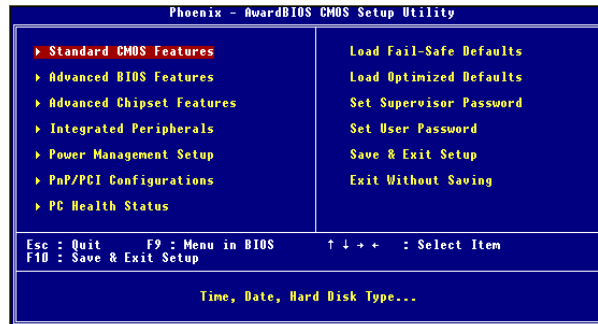 Phoenix - AwardBIOS CMOS Setup Utility
Standard CMOS Features
Advanced BIOS Features
Advanced Chipset Features
Integrated Peripherals
Power Management Setup
PnP/PCI Configurations
PC Health Status
Load Fail-Safe Defaults
Load Optimized Defaults
Set Supervisor Password
Set User Password
Save & Exit Setup
Exit Without Saving
Esc : Quit F9 : Menu in BIOS ↑ ↓ → ← : Select Item
F10 : Save & Exit Setup
Time, Date, Hard Disk Type...